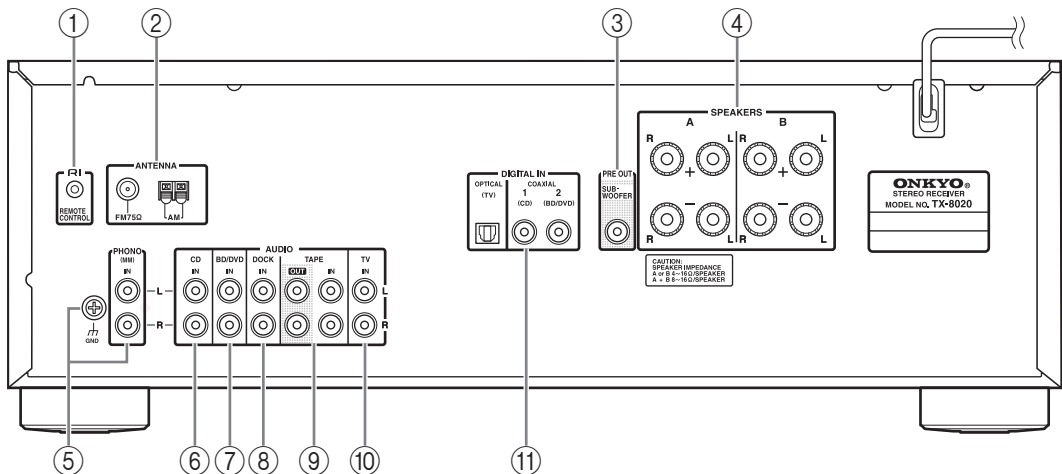 ① ② ③ ④
SPEAKERS
A B
R L R L
+ +
− −
R L R L
RI
REMOTE
CONTROL
ANTENNA
FM75Ω
AM
DIGITAL IN
OPTICAL
(TV)
COAXIAL
1
(CD)
2
(BD/DVD)
PRE OUT
SUB-
WOOFER
ONKYO®
STEREO RECEIVER
MODEL NO. TX-8020
CAUTION:
SPEAKER IMPEDANCE
A or B 4~16Ω/SPEAKER
A + B 8~16Ω/SPEAKER
PHONO
(MM)
IN
L
R
GND
AUDIO
CD BD/DVD DOCK TAPE TV
IN IN IN OUT IN IN
L
R
⑤ ⑥ ⑦ ⑧ ⑨ ⑩ ⑪